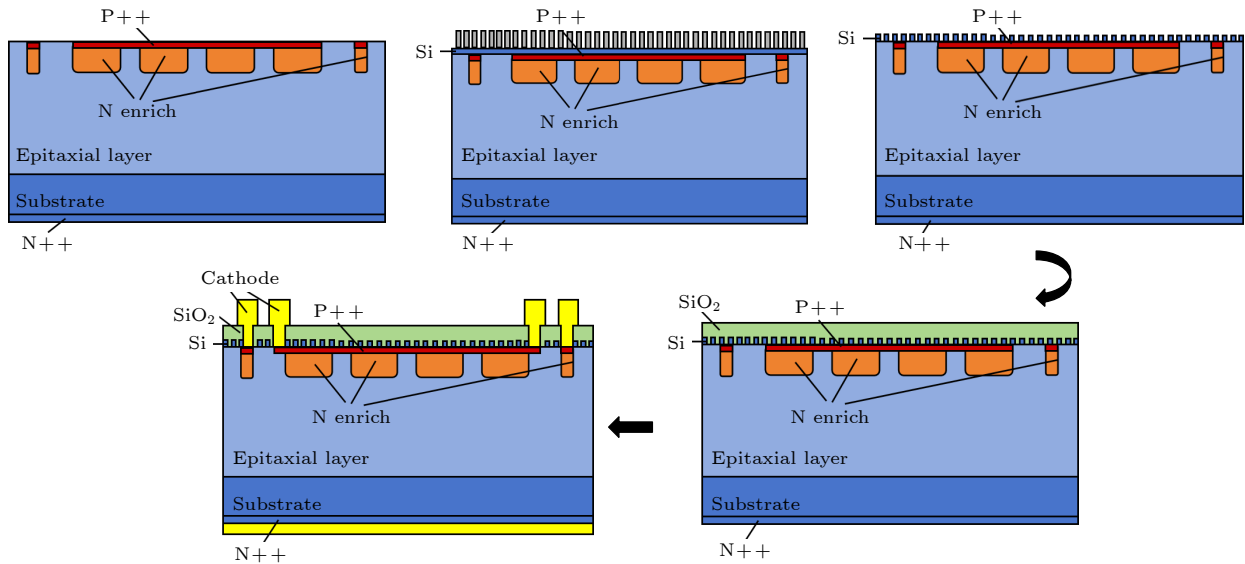 P++
N enrich
Epitaxial layer
Substrate
N++
P++
Si
N enrich
Epitaxial layer
Substrate
N++
P++
Si
N enrich
Epitaxial layer
Substrate
N++
Cathode
SiO₂
P++
Si
N enrich
Epitaxial layer
Substrate
N++
SiO₂
P++
Si
N enrich
Epitaxial layer
Substrate
N++